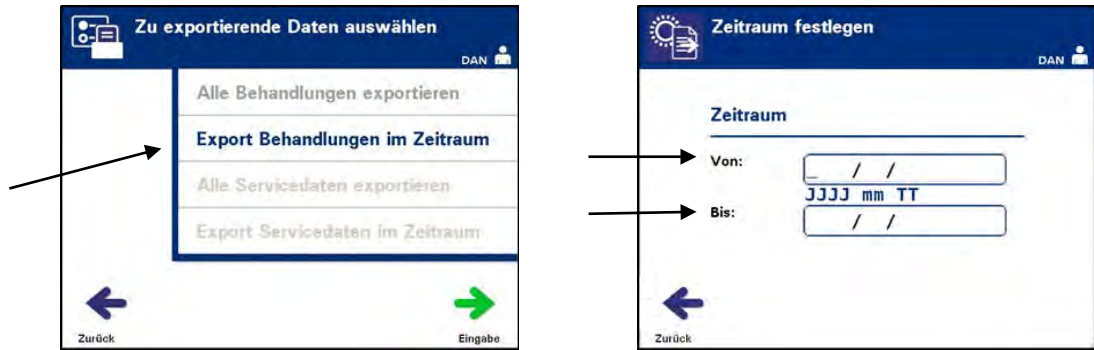 Zu exportierende Daten auswählen
DAN
Alle Behandlungen exportieren
Export Behandlungen im Zeitraum
Alle Servicedaten exportieren
Export Servicedaten im Zeitraum
Zurück
Eingabe
Zeitraum festlegen
DAN
Zeitraum
Von:
_ / /
JJJJ mm TT
Bis:
/ /
Zurück